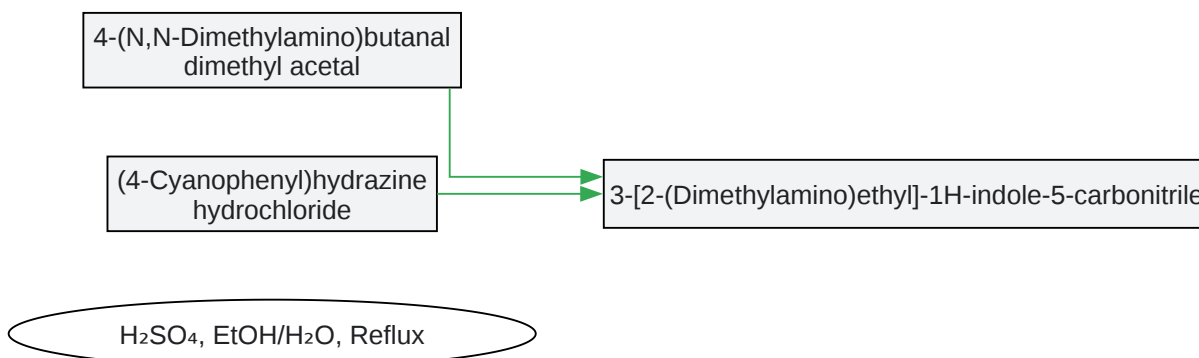 4-(N,N-Dimethylamino)butanal
dimethyl acetal
(4-Cyanophenyl)hydrazine
hydrochloride
3-[2-(Dimethylamino)ethyl]-1H-indole-5-carbonitrile
H₂SO₄, EtOH/H₂O, Reflux